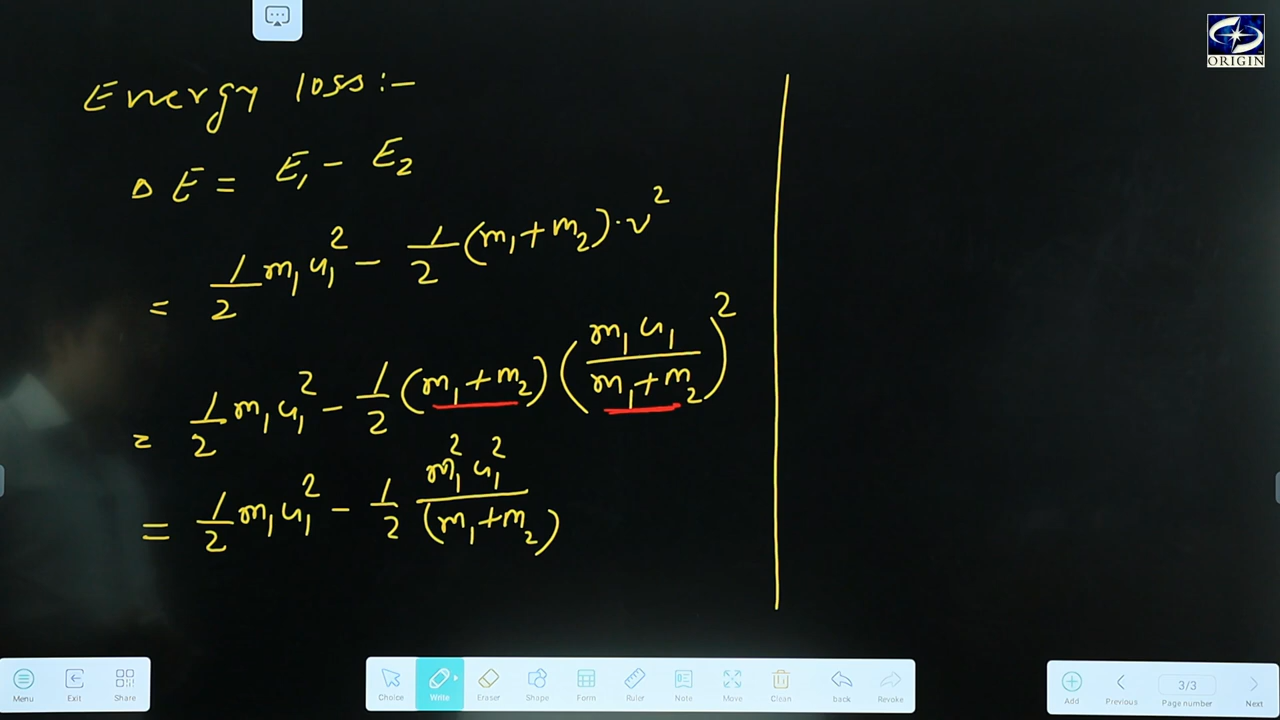 ORIGIN
Energy loss:-
Δ E = E₁ - E₂
= 1/2 m₁u₁² - 1/2 (m₁+m₂)·v²
= 1/2 m₁u₁² - 1/2 (m₁+m₂) (m₁u₁/(m₁+m₂))²
= 1/2 m₁u₁² - 1/2 m₁²u₁²/(m₁+m₂)
Menu Exit Share Choice Write Eraser Shape Form Ruler Note Move Clean back Revoke Add Previous 3/3 Page number Next